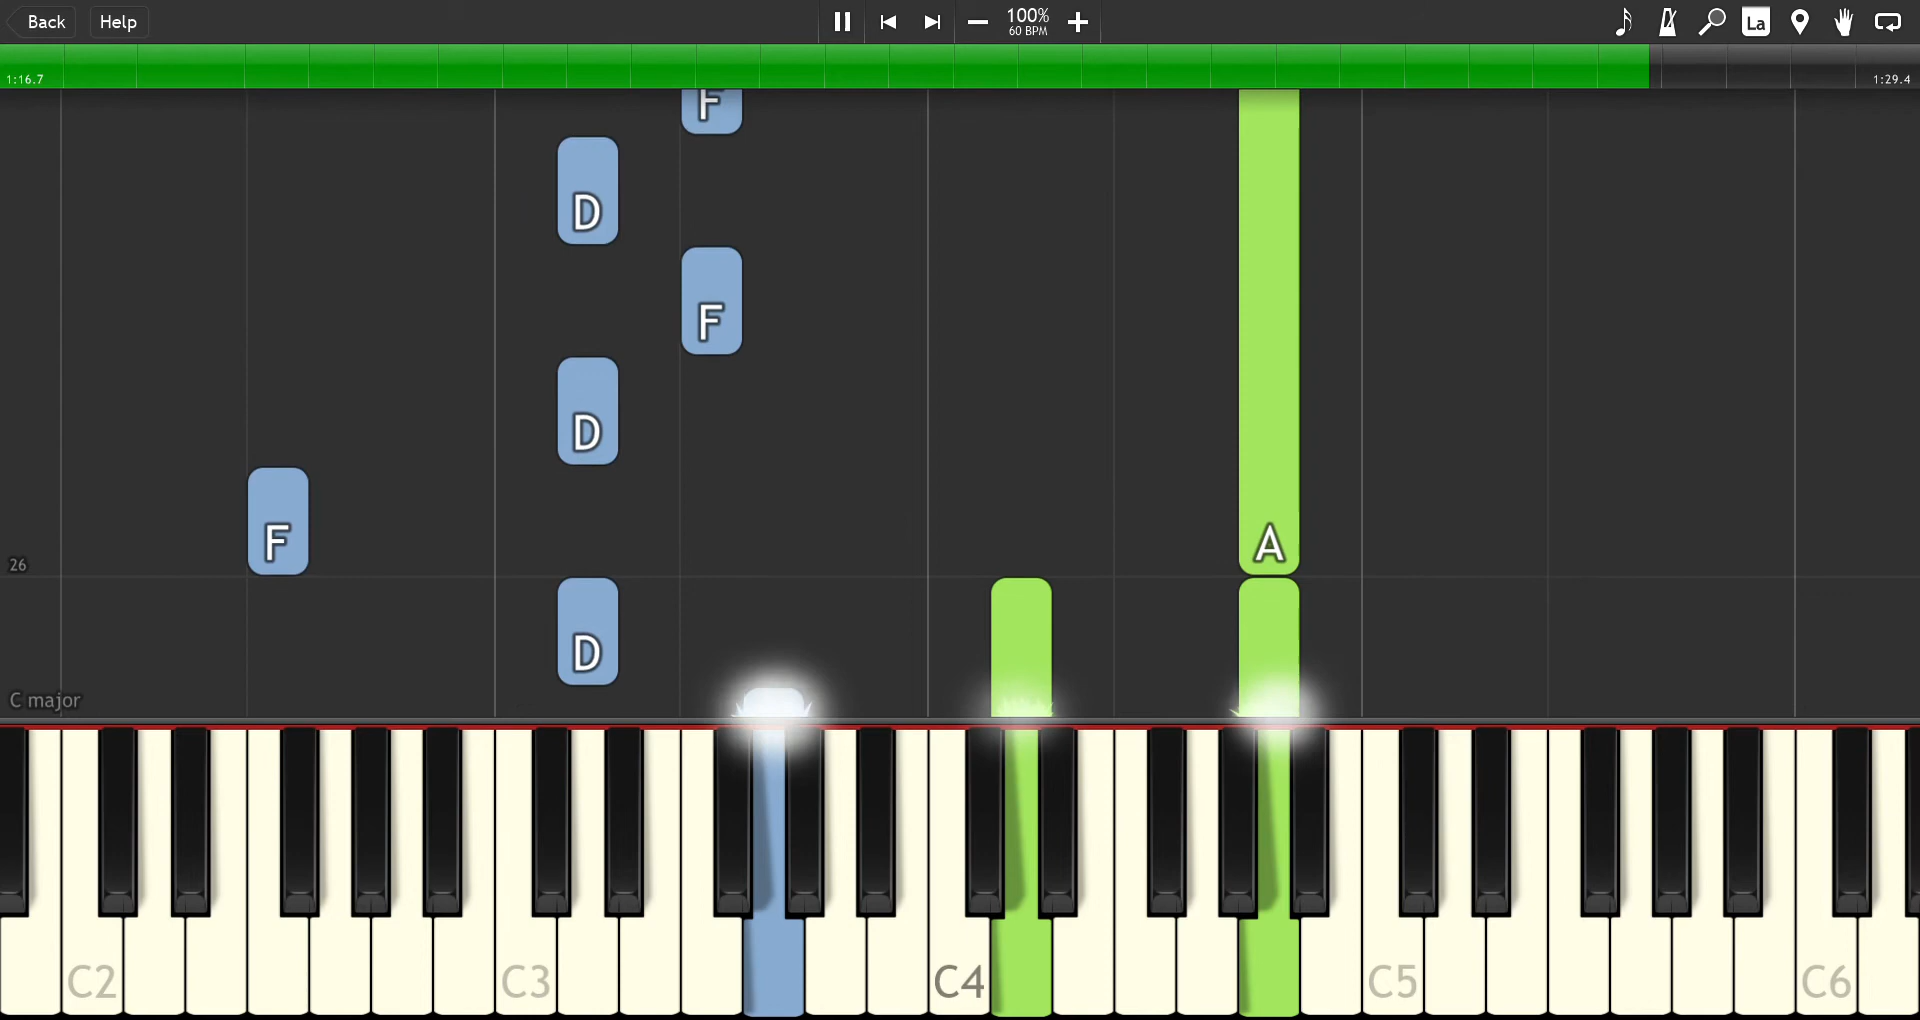 Back
Help
100%
60 BPM
La
1:16.7
1:29.4
F
D
F
D
F
A
26
D
C major
C2
C3
C4
C5
C6